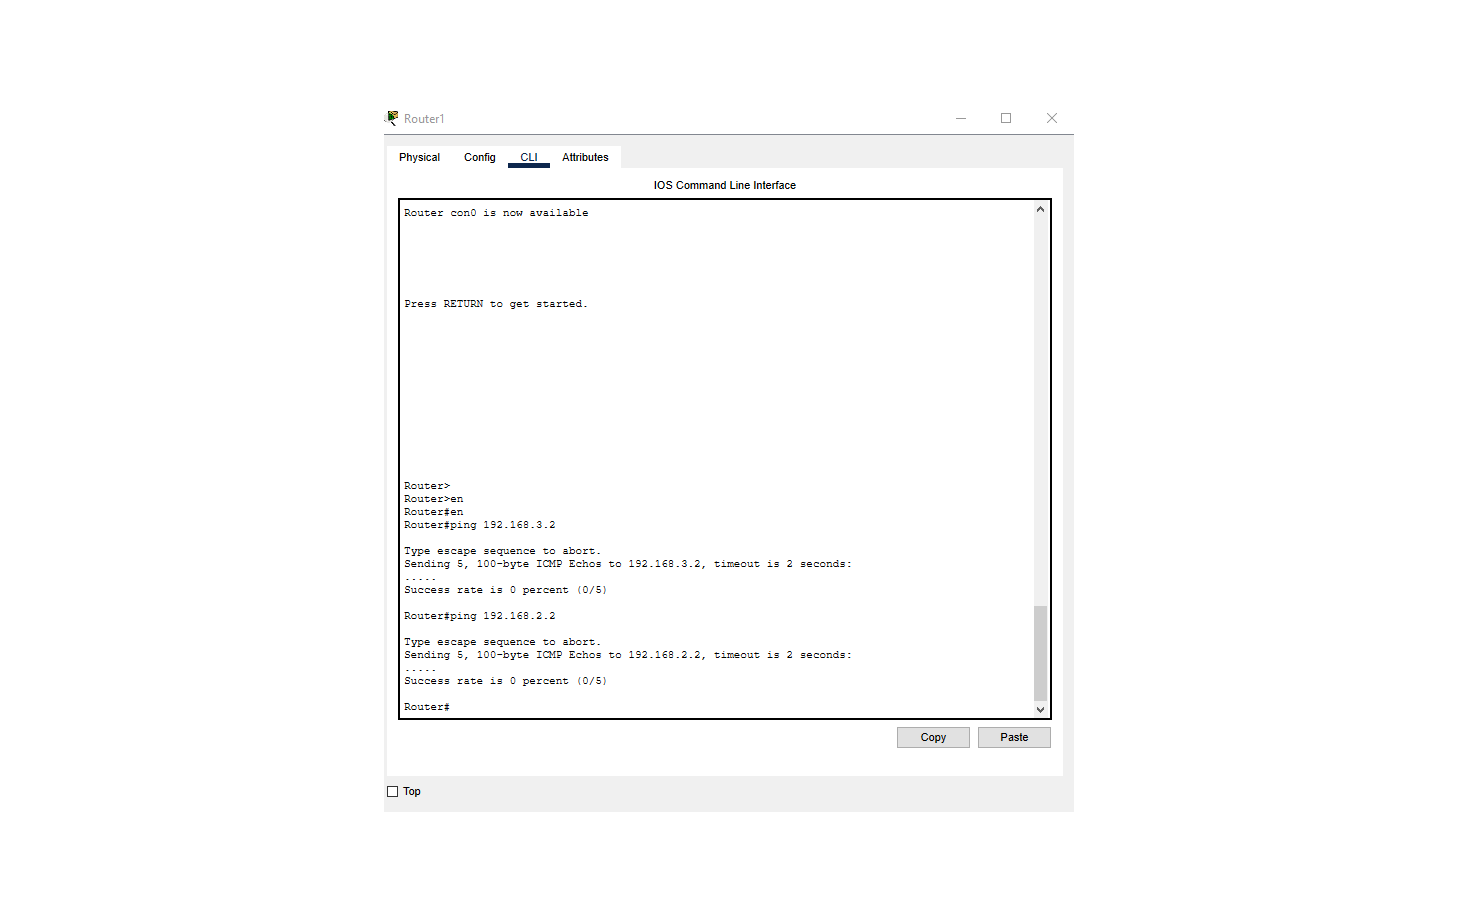 Router1
Physical Config CLI Attributes
IOS Command Line Interface
Router con0 is now available
Press RETURN to get started.
Router>
Router>en
Router#en
Router#ping 192.168.3.2
Type escape sequence to abort.
Sending 5, 100-byte ICMP Echos to 192.168.3.2, timeout is 2 seconds:
.....
Success rate is 0 percent (0/5)
Router#ping 192.168.2.2
Type escape sequence to abort.
Sending 5, 100-byte ICMP Echos to 192.168.2.2, timeout is 2 seconds:
.....
Success rate is 0 percent (0/5)
Router#
Copy Paste
Top